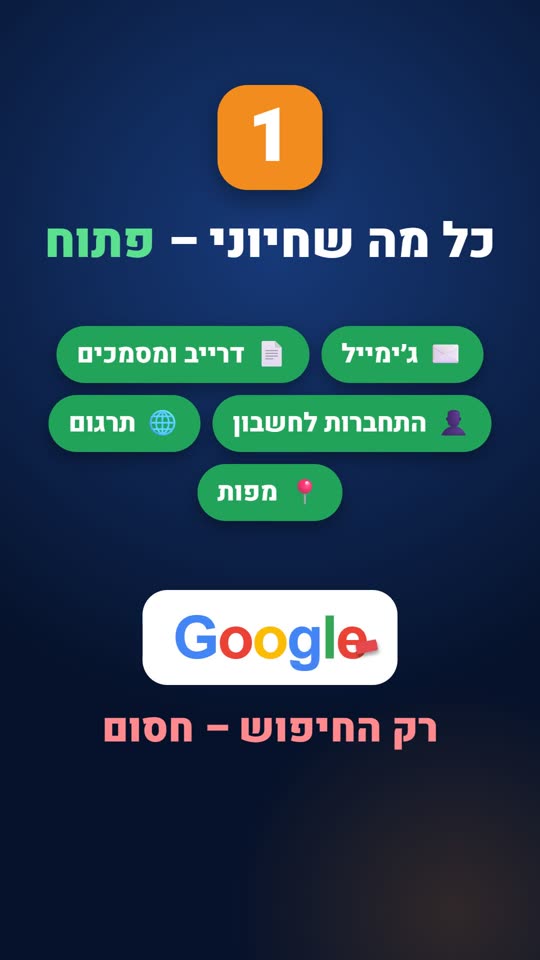 1
כל מה שחיוני – פתוח
ג׳ימייל
דרייב ומסמכים
התחברות לחשבון
תרגום
מפות
Google
רק החיפוש – חסום